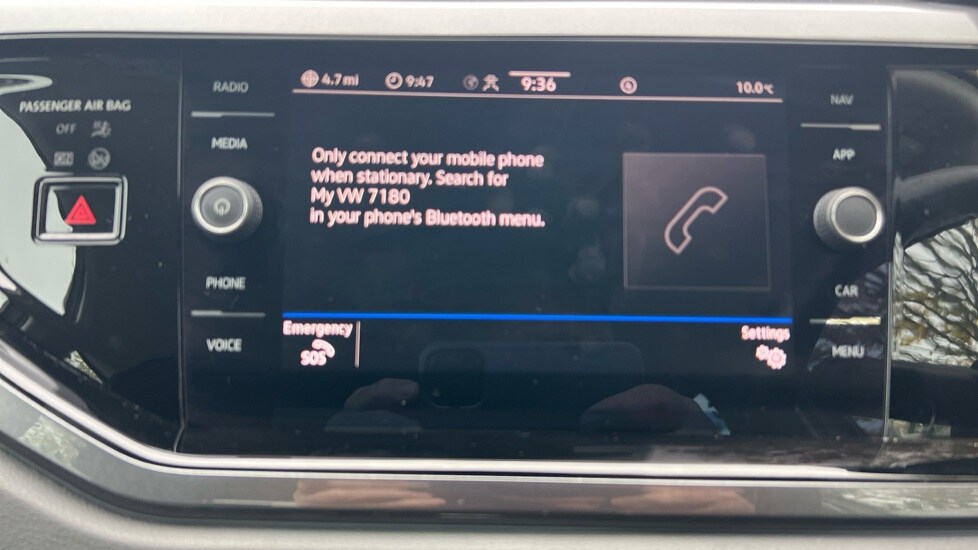 PASSENGER AIR BAG
OFF
RADIO
MEDIA
PHONE
VOICE
4.7 mi 9:47 9:36 10.0°C
Only connect your mobile phone
when stationary. Search for
My VW 7180
in your phone's Bluetooth menu.
Emergency
SOS
Settings
NAV
APP
CAR
MENU